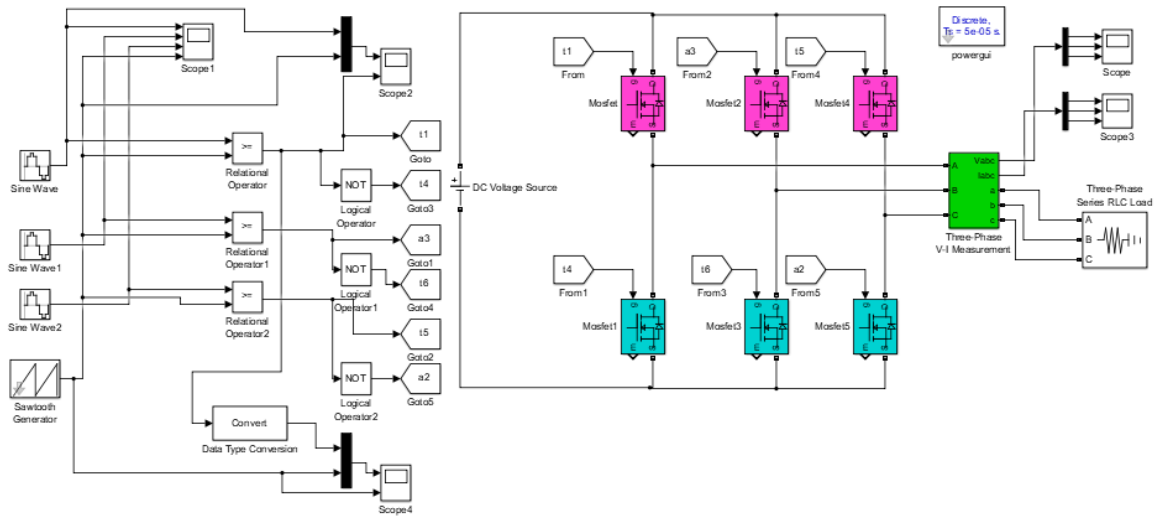 Scope1
Scope2
Sine Wave
>=
Relational
Operator
t1
Goto
NOT
Logical
Operator
t4
Goto3
Sine Wave1
>=
Relational
Operator1
a3
Goto1
NOT
Logical
Operator1
t6
Goto4
Sine Wave2
>=
Relational
Operator2
t5
Goto2
NOT
Logical
Operator2
a2
Goto5
Sawtooth
Generator
Convert
Data Type Conversion
Scope4
+
DC Voltage Source
t1
From
Mosfet
a3
From2
Mosfet2
t5
From4
Mosfet4
t4
From1
Mosfet1
t6
From3
Mosfet3
a2
From5
Mosfet5
Discrete,
Ts = 5e-05 s.
powergui
Scope
Scope3
A
B
C
Vabc
Iabc
a
b
c
Three-Phase
V-I Measurement
Three-Phase
Series RLC Load
A
B
C